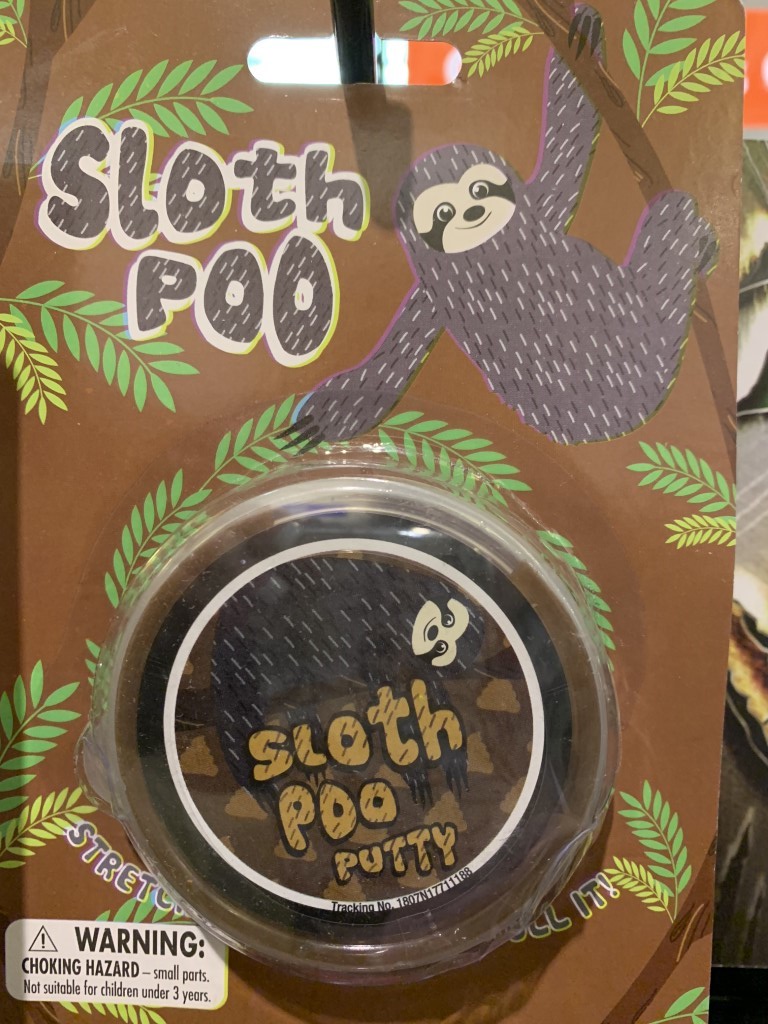 Sloth
POO
SLOth
POO
PUTTY
Tracking No. 1807N17711188
WARNING:
CHOKING HAZARD – small parts.
Not suitable for children under 3 years.
IT!